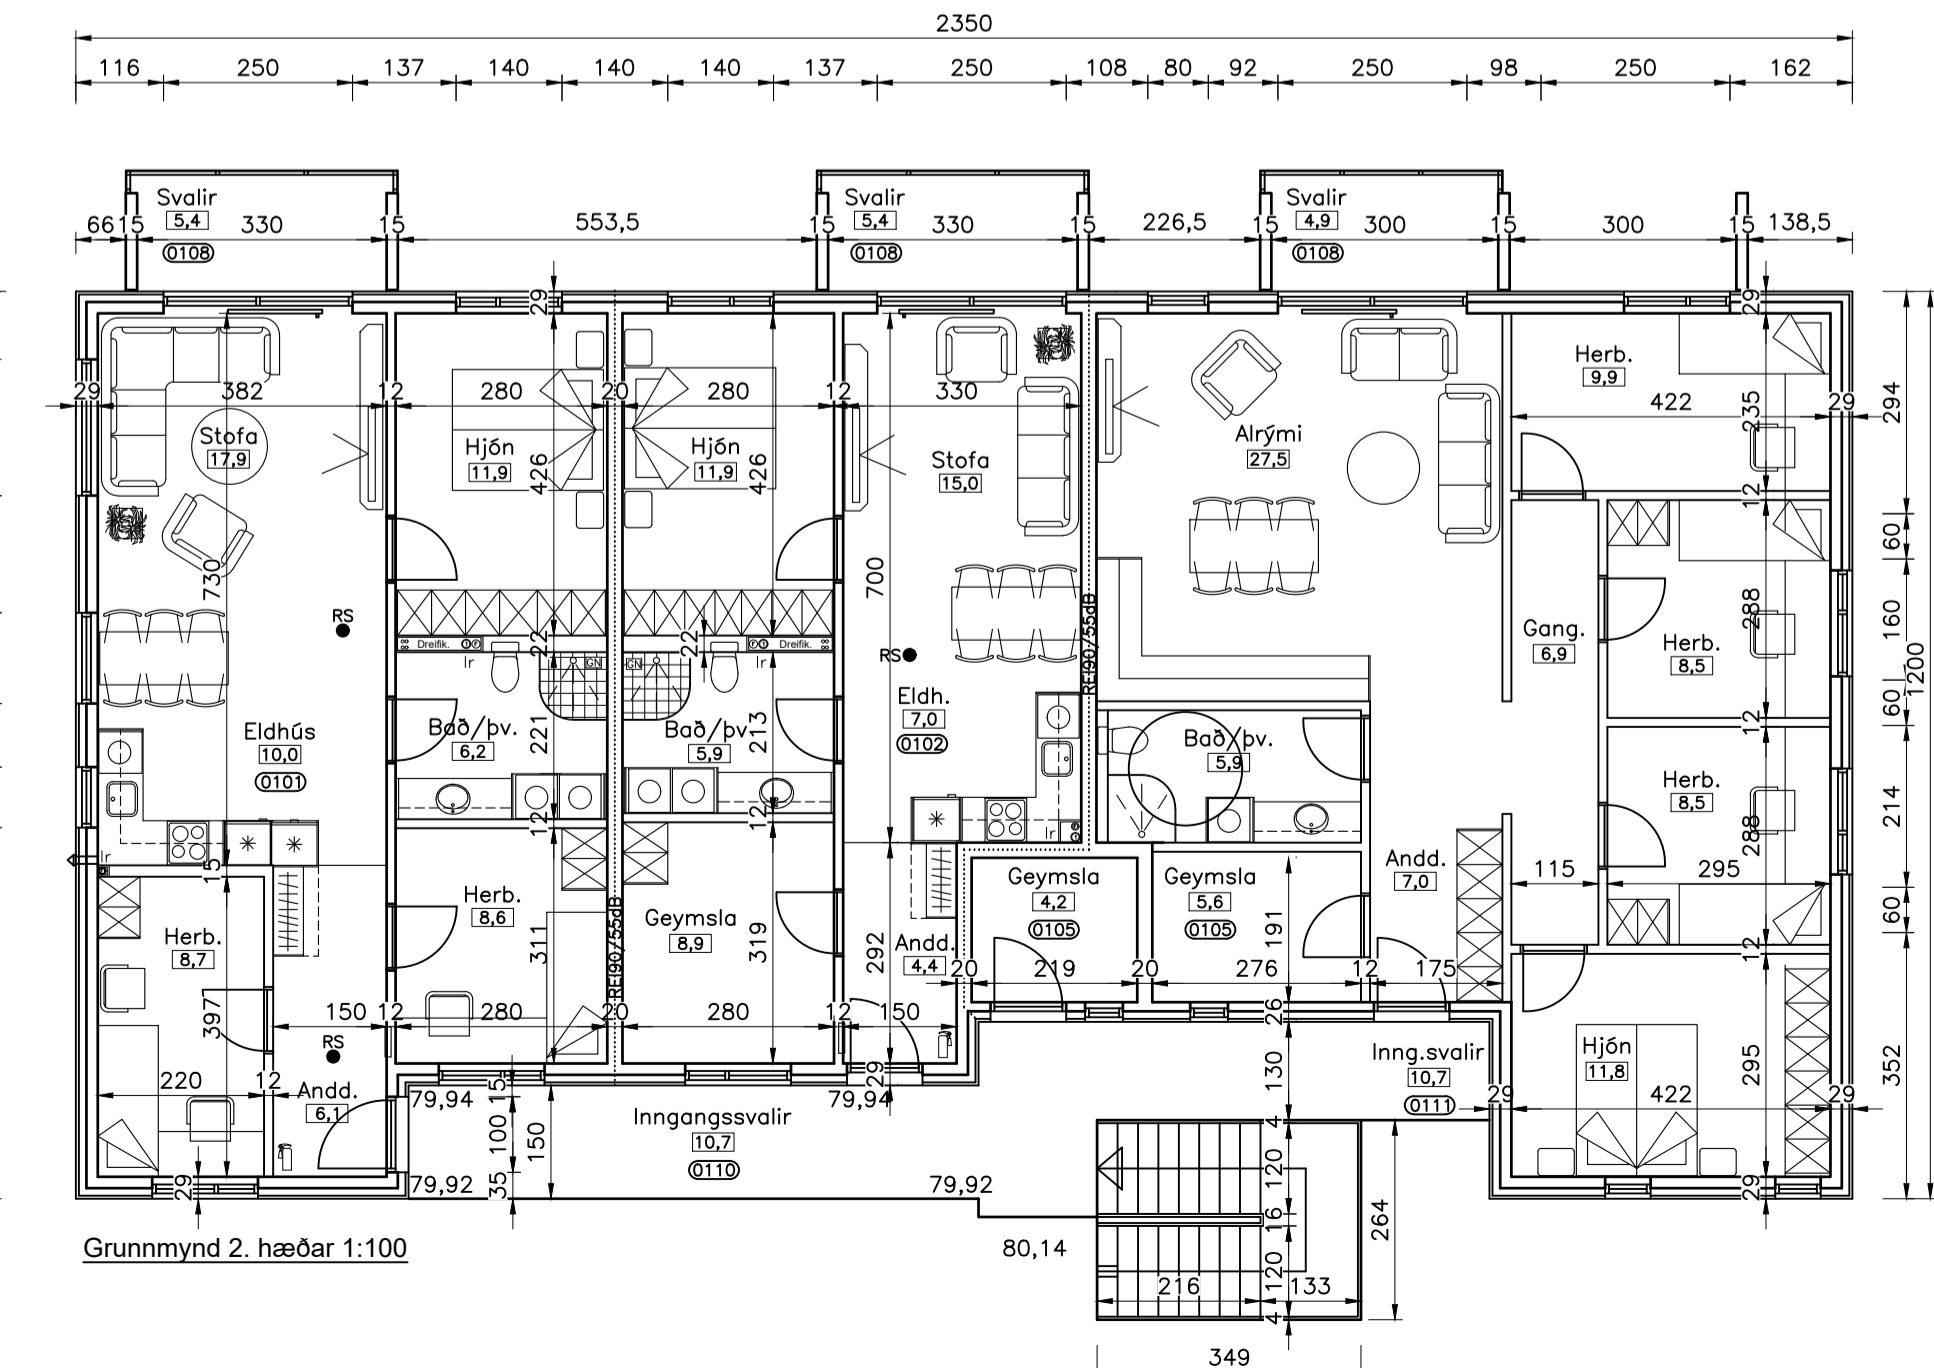 2350
116 250 137 140 140 140 137 250 108 80 92 250 98 250 162
Svalir
5,4
0108
Svalir
5,4
0108
Svalir
4,9
0108
66 15 330 15 553,5 15 330 15 226,5 15 300 15 300 15 138,5
29
29
29 382 12 280 20 280 12 330
Stofa
17,9
730
RS
Eldhús
10,0
0101
Ir
15
Hjón
11,9
426
22
Dreifik.
Ir
GN
Bað/þv.
6,2
221
12
Hjón
11,9
426
22
Dreifik.
Ir
GN
Bað/þv.
5,9
213
12
Stofa
15,0
700
RS
Eldh.
7,0
0102
Ir
REI90/55dB
Alrými
27,5
Bað/þv.
5,9
Herb.
9,9
422
29
235
12
Gang.
6,9
Herb.
8,5
288
12
Herb.
8,5
288
115
295
12
294
60
160
60
214
60
352
1200
Herb.
8,7
397
220
12
150 12 280 20 280 12 150
RS
Andd.
6,1
29
Herb.
8,6
311
REI90/55dB
Geymsla
8,9
319
292
Andd.
4,4
29
Geymsla
4,2
0105
20 219 20 276 12 175
Geymsla
5,6
0105
191
26
Andd.
7,0
130
Inng.svalir
10,7
0111
Hjón
11,8
295
29 422 29
29
79,94
15
100
35
150
79,94
Inngangssvalir
10,7
0110
79,92
79,92
80,14
4
120
16
120
4
264
216
133
349
Grunnmynd 2. hæðar 1:100